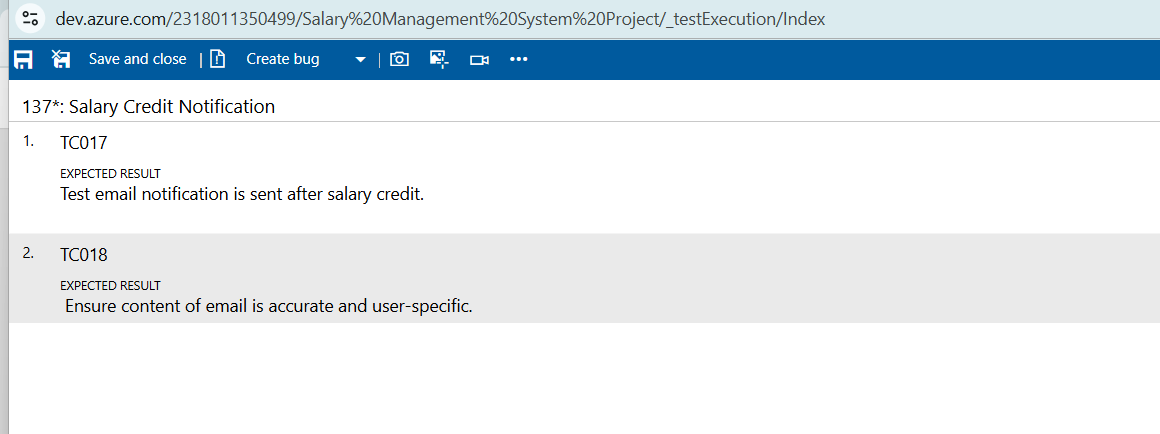 dev.azure.com/2318011350499/Salary%20Management%20System%20Project/_testExecution/Index
Save and close | Create bug | ...
137*: Salary Credit Notification
1. TC017
EXPECTED RESULT
Test email notification is sent after salary credit.
2. TC018
EXPECTED RESULT
Ensure content of email is accurate and user-specific.